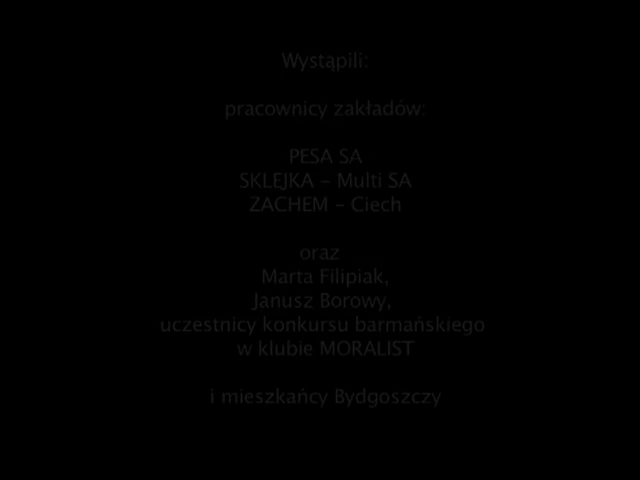 Wystąpili:
pracownicy zakładów:
PESA SA
SKLEJKA - Multi SA
ZACHEM - Ciech
oraz
Marta Filipiak,
Janusz Borowy,
uczestnicy konkursu barmańskiego
w klubie MORALIST
i mieszkańcy Bydgoszczy